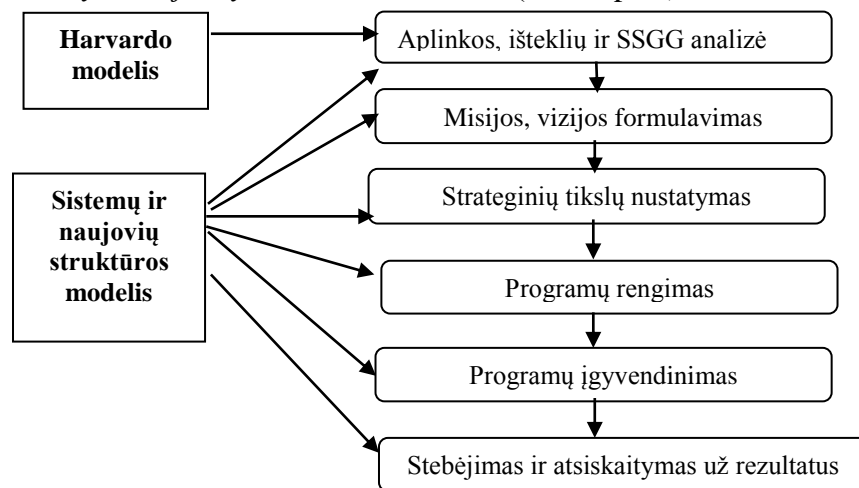 Harvardo
modelis
Aplinkos, išteklių ir SSGG analizė
Misijos, vizijos formulavimas
Sistemų ir
naujovių
struktūros
modelis
Strateginių tikslų nustatymas
Programų rengimas
Programų įgyvendinimas
Stebėjimas ir atsiskaitymas už rezultatus